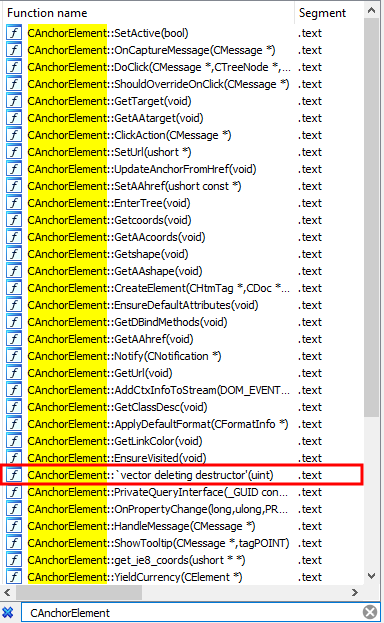 Function name Segment
CAnchorElement::SetActive(bool) .text
CAnchorElement::OnCaptureMessage(CMessage *) .text
CAnchorElement::DoClick(CMessage *,CTreeNode *,... .text
CAnchorElement::ShouldOverrideOnClick(CMessage *) .text
CAnchorElement::GetTarget(void) .text
CAnchorElement::GetAAtarget(void) .text
CAnchorElement::ClickAction(CMessage *) .text
CAnchorElement::SetUrl(ushort *) .text
CAnchorElement::UpdateAnchorFromHref(void) .text
CAnchorElement::SetAAhref(ushort const *) .text
CAnchorElement::EnterTree(void) .text
CAnchorElement::Getcoords(void) .text
CAnchorElement::GetAAcoords(void) .text
CAnchorElement::Getshape(void) .text
CAnchorElement::GetAAshape(void) .text
CAnchorElement::CreateElement(CHtmTag *,CDoc *... .text
CAnchorElement::EnsureDefaultAttributes(void) .text
CAnchorElement::GetDBindMethods(void) .text
CAnchorElement::GetAAhref(void) .text
CAnchorElement::Notify(CNotification *) .text
CAnchorElement::GetUrl(void) .text
CAnchorElement::AddCtxInfoToStream(DOM_EVENT... .text
CAnchorElement::GetClassDesc(void) .text
CAnchorElement::ApplyDefaultFormat(CFormatInfo *) .text
CAnchorElement::GetLinkColor(void) .text
CAnchorElement::EnsureVisited(void) .text
CAnchorElement::`vector deleting destructor'(uint) .text
CAnchorElement::PrivateQueryInterface(_GUID con... .text
CAnchorElement::OnPropertyChange(long,ulong,PR... .text
CAnchorElement::HandleMessage(CMessage *) .text
CAnchorElement::ShowTooltip(CMessage *,tagPOINT) .text
CAnchorElement::get_ie8_coords(ushort * *) .text
CAnchorElement::YieldCurrency(CElement *) .text
CAnchorElement